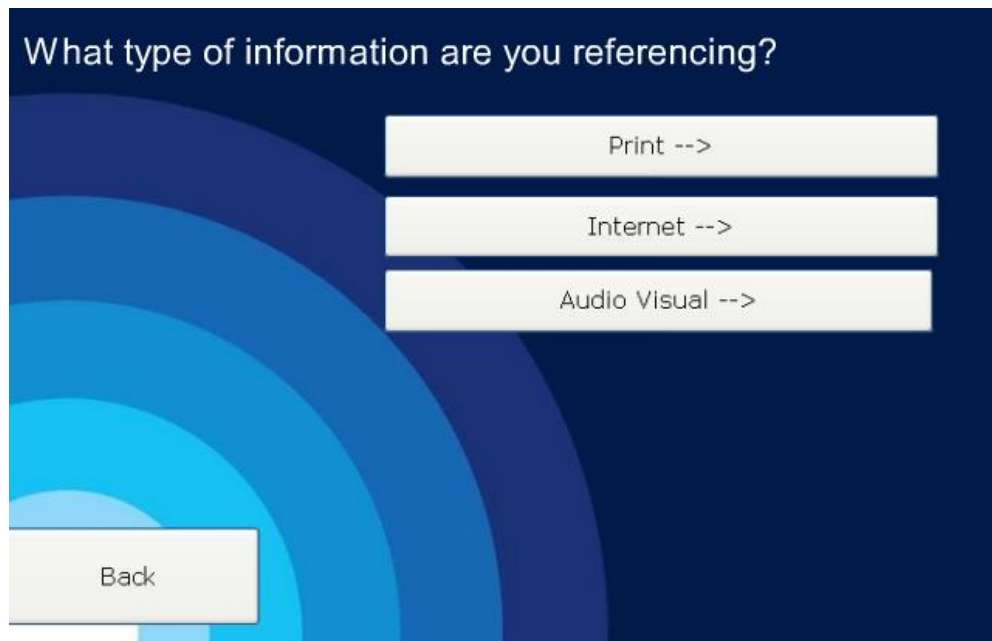 What type of information are you referencing?
Print -->
Internet -->
Audio Visual -->
Back